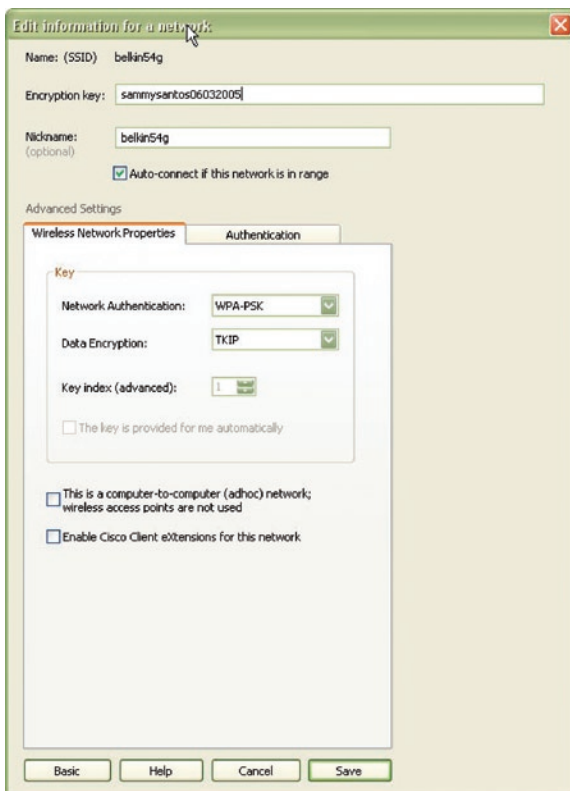 Edit information for a network
Name: (SSID) belkin54g
Encryption key: sammysantos06032005
Nickname: belkin54g
(optional)
Auto-connect if this network is in range
Advanced Settings
Wireless Network Properties Authentication
Key
Network Authentication: WPA-PSK
Data Encryption: TKIP
Key index (advanced): 1
The key is provided for me automatically
This is a computer-to-computer (adhoc) network;
wireless access points are not used
Enable Cisco Client eXtensions for this network
Basic Help Cancel Save